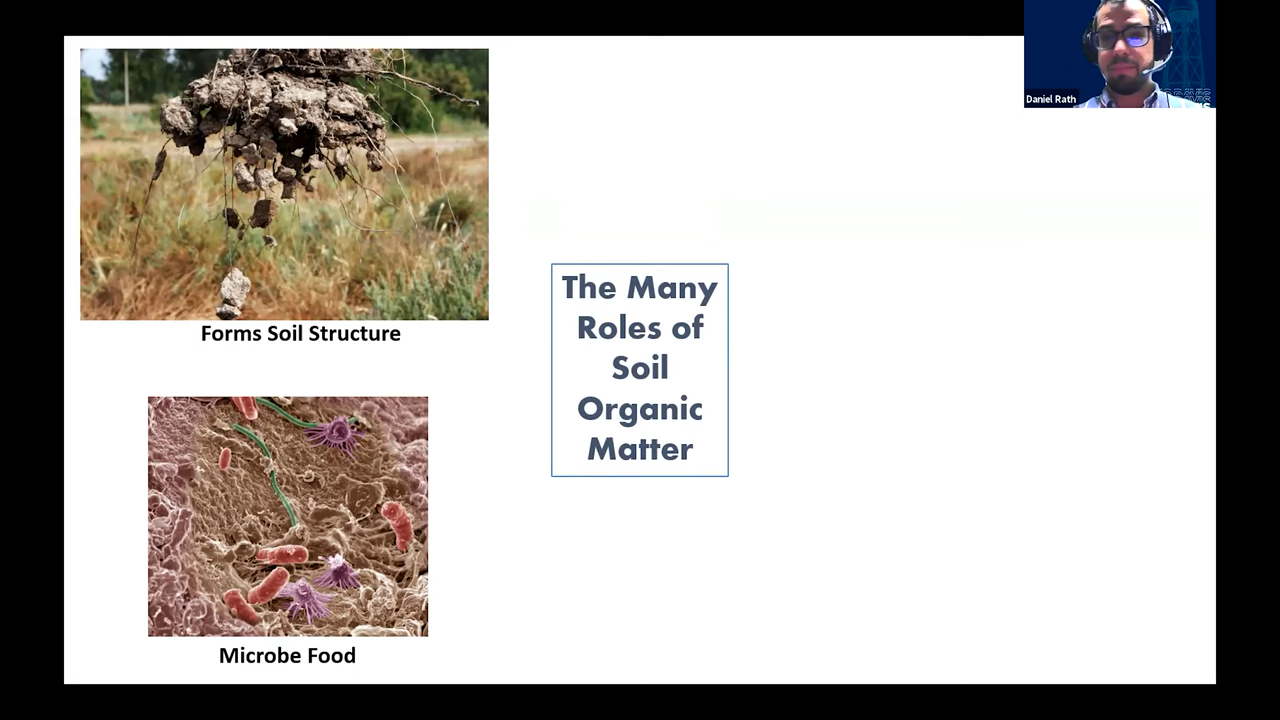 Daniel Rath
Forms Soil Structure
The Many
Roles of
Soil
Organic
Matter
Microbe Food